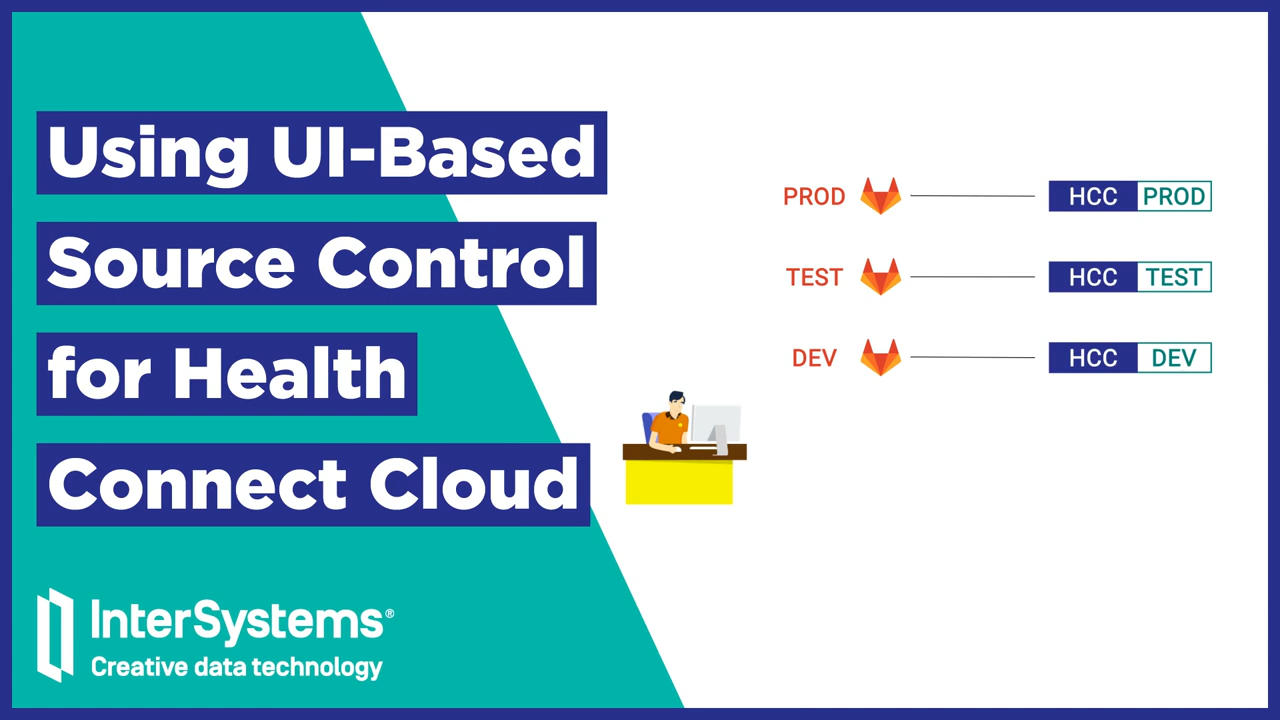 Using UI-Based
Source Control
for Health
Connect Cloud
InterSystems®
Creative data technology
PROD HCC PROD
TEST HCC TEST
DEV HCC DEV